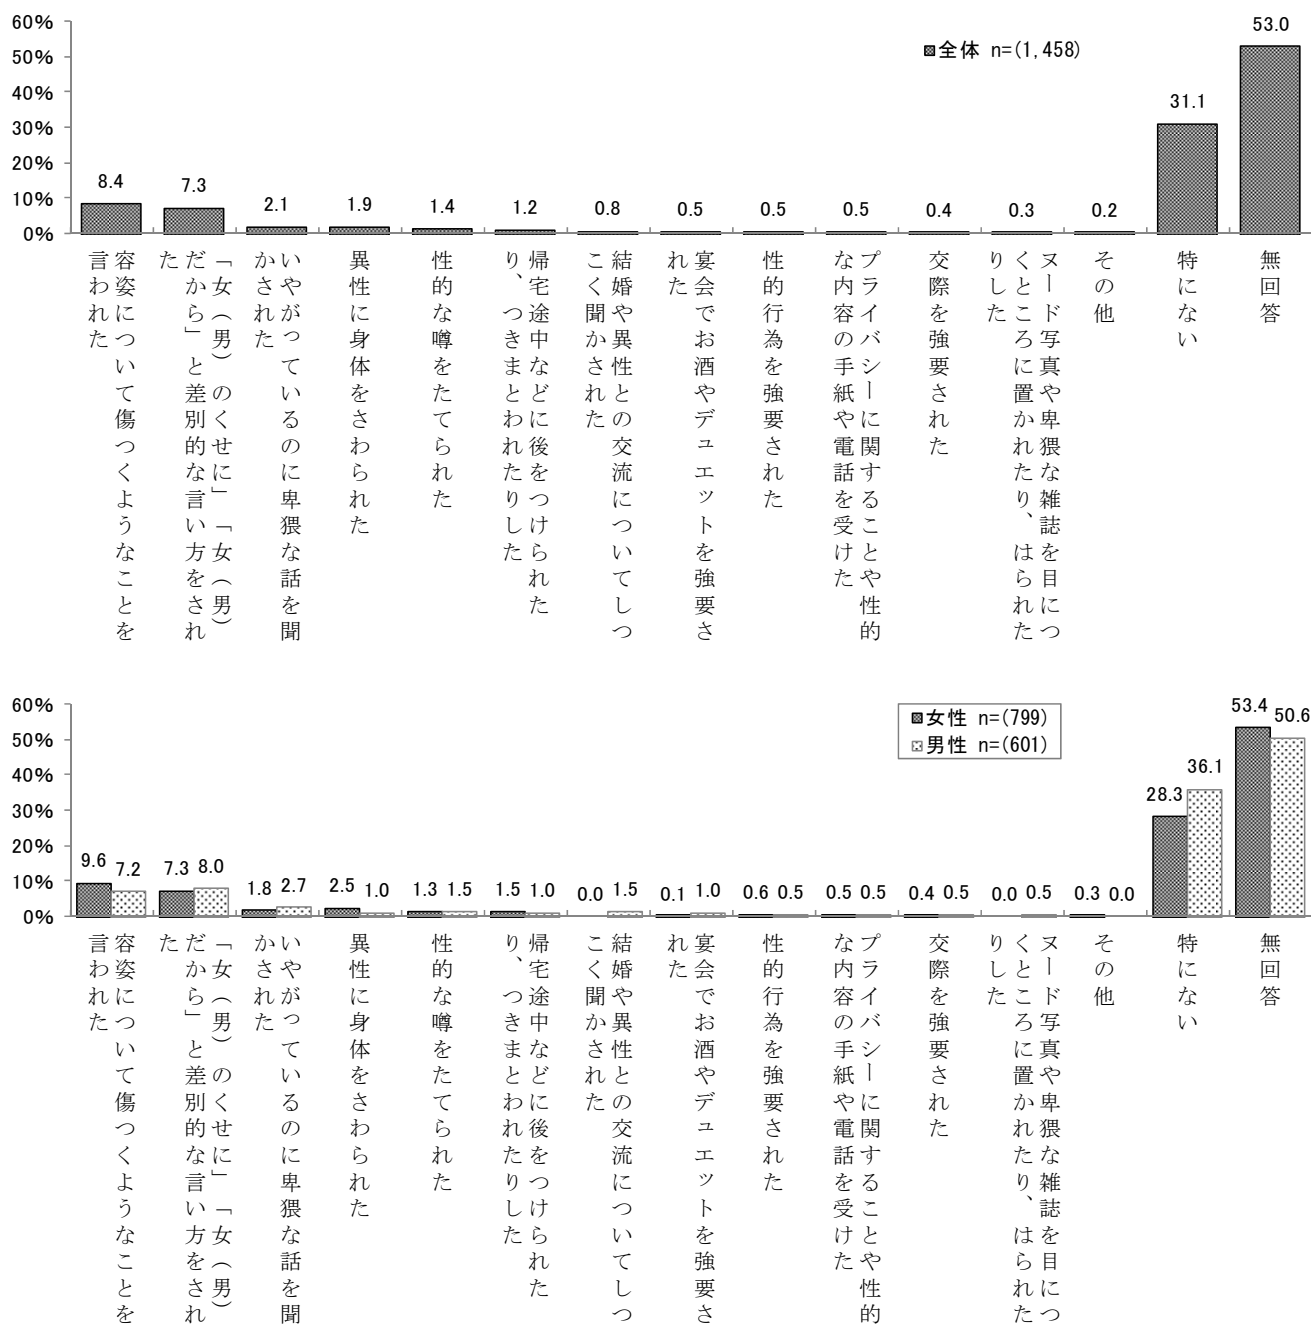 60%
50%
40%
30%
20%
10%
0%
全体 n=(1,458)
8.4
7.3
2.1
1.9
1.4
1.2
0.8
0.5
0.5
0.5
0.4
0.3
0.2
31.1
53.0
容姿について傷つくようなことを
言われた
「女（男）のくせに」「女（男）
だから」と差別的な言い方をされ
た
いやがっているのに卑猥な話を聞
かされた
異性に身体をさわられた
性的な噂をたてられた
帰宅途中などに後をつけられた
り、つきまとわれたりした
結婚や異性との交流についてしつ
こく聞かされた
宴会でお酒やデュエットを強要さ
れた
性的行為を強要された
プライバシーに関することや性的
な内容の手紙や電話を受けた
交際を強要された
ヌード写真や卑猥な雑誌を目につ
くところに置かれたり、はられた
りした
その他
特にない
無回答
60%
50%
40%
30%
20%
10%
0%
女性 n=(799)
男性 n=(601)
9.6
7.2
7.3
8.0
1.8
2.7
2.5
1.0
1.3
1.5
1.5
1.0
0.0
1.5
0.1
1.0
0.6
0.5
0.5
0.5
0.4
0.5
0.0
0.5
0.3
0.0
28.3
36.1
53.4
50.6
容姿について傷つくようなことを
言われた
「女（男）のくせに」「女（男）
だから」と差別的な言い方をされ
た
いやがっているのに卑猥な話を聞
かされた
異性に身体をさわられた
性的な噂をたてられた
帰宅途中などに後をつけられた
り、つきまとわれたりした
結婚や異性との交流についてしつ
こく聞かされた
宴会でお酒やデュエットを強要さ
れた
性的行為を強要された
プライバシーに関することや性的
な内容の手紙や電話を受けた
交際を強要された
ヌード写真や卑猥な雑誌を目につ
くところに置かれたり、はられた
りした
その他
特にない
無回答